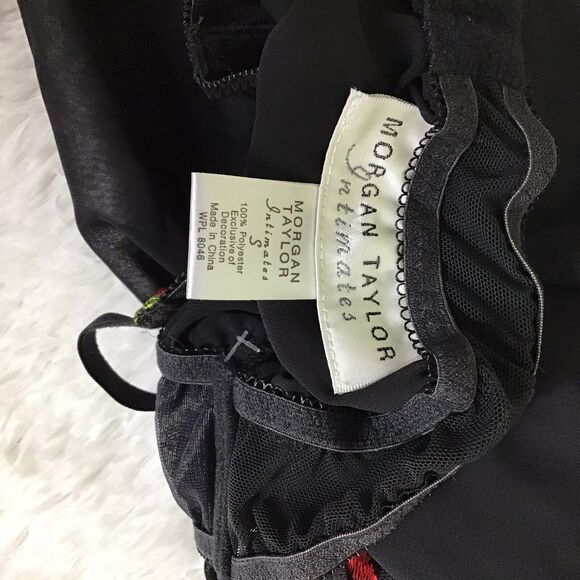 MORGAN TAYLOR
Intimates
MORGAN
TAYLOR
Intimates
S
100% Polyester
Exclusive of
Decoration
Made in China
WPL 8046